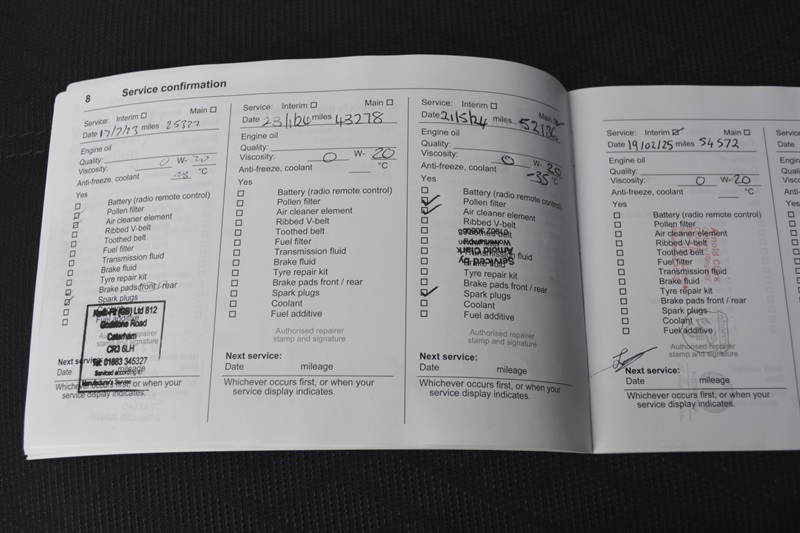 8 Service confirmation
Service: Interim ☐ Main ☐
Date 17/7/23 miles 25327
Engine oil
Quality:
Viscosity: 0 W- 20
Anti-freeze, coolant -28 °C
Yes
Battery (radio remote control)
Pollen filter
Air cleaner element
Ribbed V-belt
Toothed belt
Fuel filter
Transmission fluid
Brake fluid
Tyre repair kit
Brake pads front / rear
Spark plugs
Coolant
Fuel additive
Kwik-Fit (GB) Ltd 812
Godstone Road
Caterham
CR3 6LH
Tel: 01883 345327
Serviced according to
Manufacturer's Service
Next service:
Date mileage
Whichever occurs first, or when your
service display indicates.
Service: Interim ☐ Main ☐
Date 23/1/24 miles 43278
Engine oil
Quality:
Viscosity: 0 W- 20
Anti-freeze, coolant °C
Yes
Battery (radio remote control)
Pollen filter
Air cleaner element
Ribbed V-belt
Toothed belt
Fuel filter
Transmission fluid
Brake fluid
Tyre repair kit
Brake pads front / rear
Spark plugs
Coolant
Fuel additive
Authorised repairer
stamp and signature
Next service:
Date mileage
Whichever occurs first, or when your
service display indicates.
Service: Interim ☐ Main ☑
Date 21/5/24 miles
Engine oil
Quality:
Viscosity: 0 W- 20
Anti-freeze, coolant -35 °C
Yes
Battery (radio remote control)
Pollen filter
Air cleaner element
Ribbed V-belt
Toothed belt
Transmission fluid
Brake fluid
Serviced by
Arnold Clark
Tyre repair kit
Brake pads front / rear
Spark plugs
Coolant
Fuel additive
Authorised repairer
stamp and signature
Next service:
Date mileage
Whichever occurs first, or when your
service display indicates.
Service: Interim ☑ Main ☐
Date 19/02/25 miles 54572
Engine oil
Quality:
Viscosity: 0 W- 20
Anti-freeze, coolant °C
Yes
Battery (radio remote control)
Pollen filter
Air cleaner element
Ribbed V-belt
Toothed belt
Fuel filter
Transmission fluid
Brake fluid
Tyre repair kit
Brake pads front / rear
Spark plugs
Coolant
Fuel additive
Arnold Clark
Authorised repairer
stamp and signature
Next service:
Date mileage
Whichever occurs first, or when your
service display indicates.